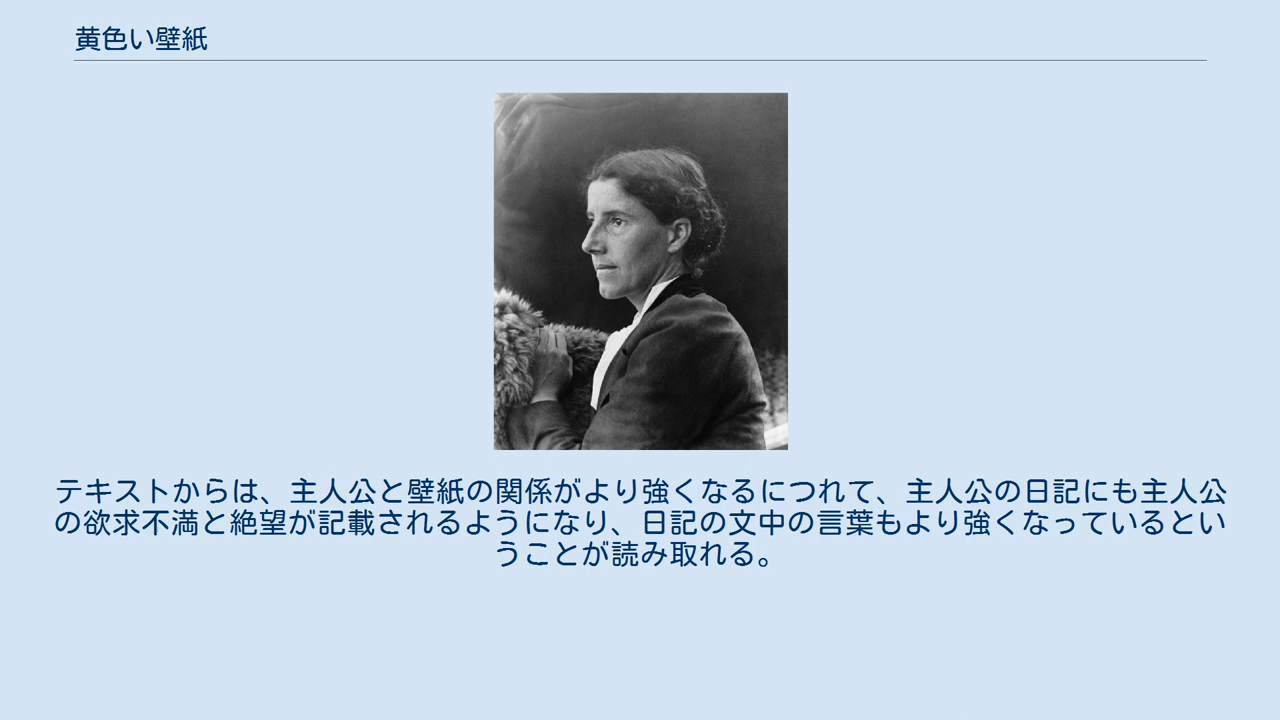 黄色い壁紙
テキストからは、主人公と壁紙の関係がより強くなるにつれて、主人公の日記にも主人公
の欲求不満と絶望が記載されるようになり、日記の文中の言葉もより強くなっているとい
うことが読み取れる。